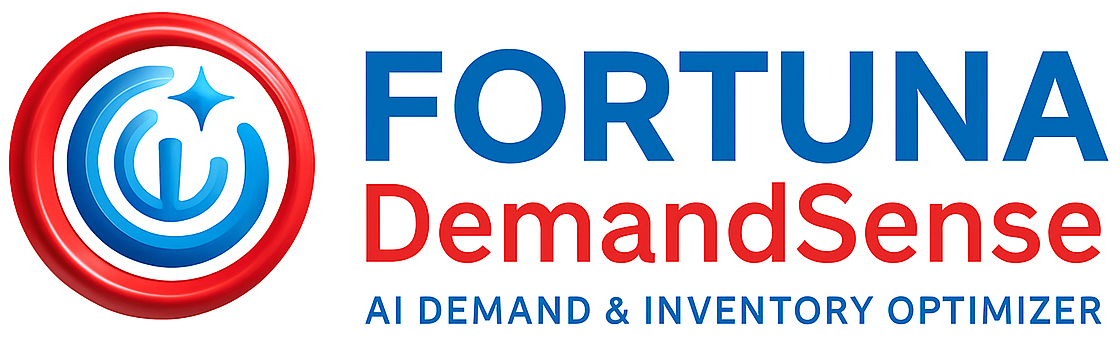 FORTUNA
DemandSense
AI DEMAND & INVENTORY OPTIMIZER